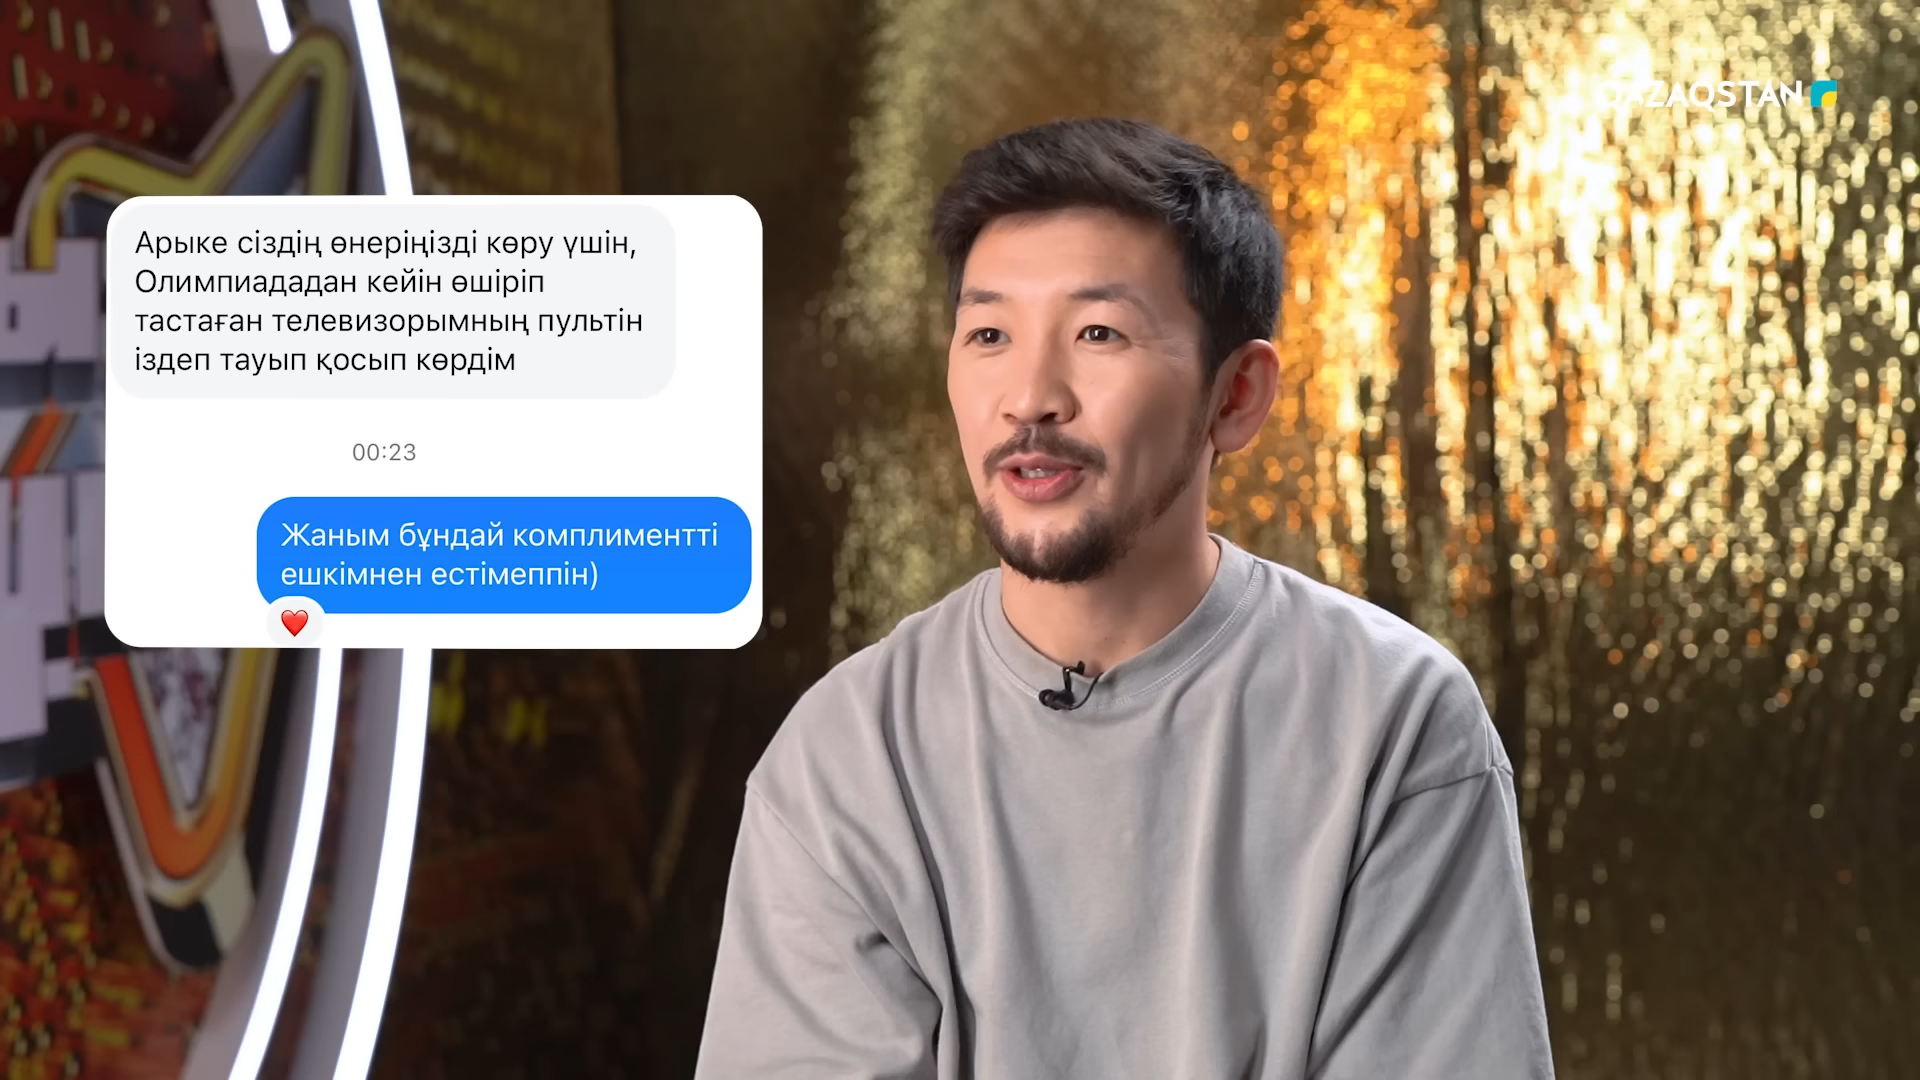 QAZAQSTAN
Арыке сіздің өнеріңізді көру үшін,
Олимпиададан кейін өшіріп
тастаған телевизорымның пультін
іздеп тауып қосып көрдім
00:23
Жаным бұндай комплиментті
ешкімнен естімеппін)